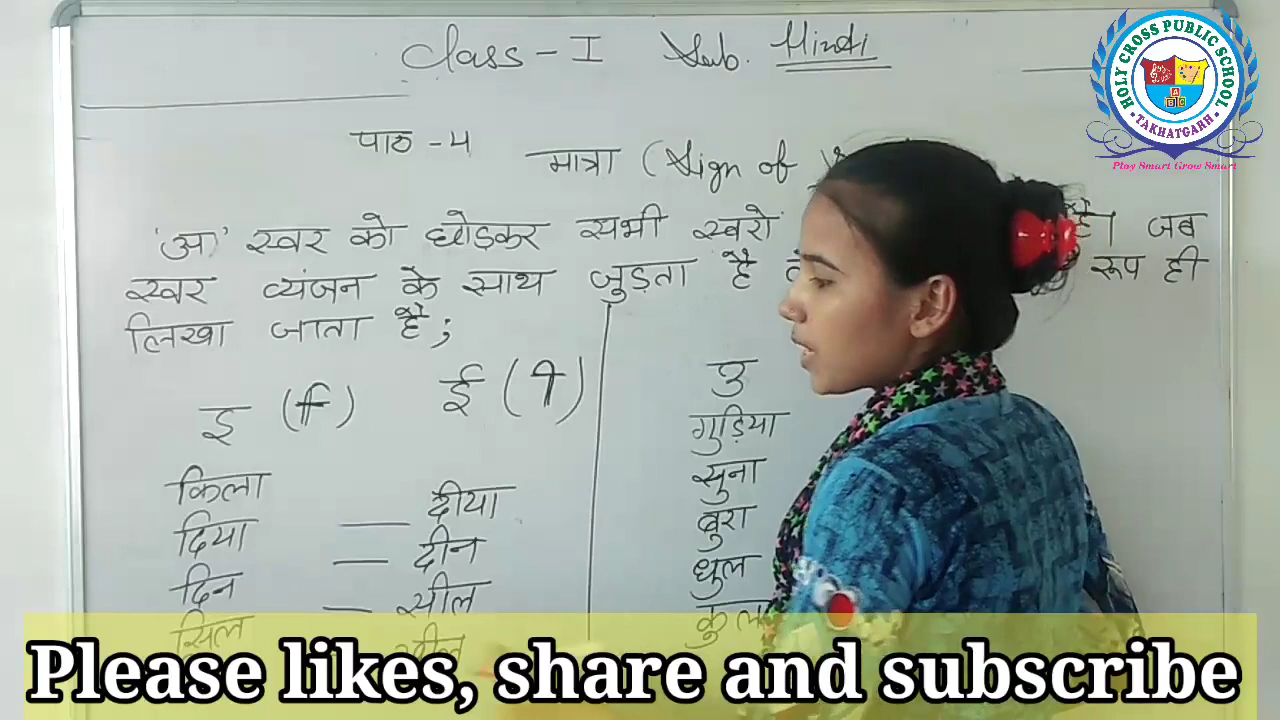 Class - I Sub. Hindi
HOLY CROSS PUBLIC SCHOOL
TAKHATGARH
A B C
Play Smart Grow Smart
पाठ - 4
मात्रा (Sign of
'अ' स्वर को छोडकर सभी स्वरो है। जब
स्वर व्यंजन के साथ जुड़ता है रूप ही
लिखा जाता है;
इ (ि) ई (ी) उ
किला गुड़िया
दिया — दीया सुना
दिन — दीन बुरा
सिल — सील धुल
कुल
Please likes, share and subscribe